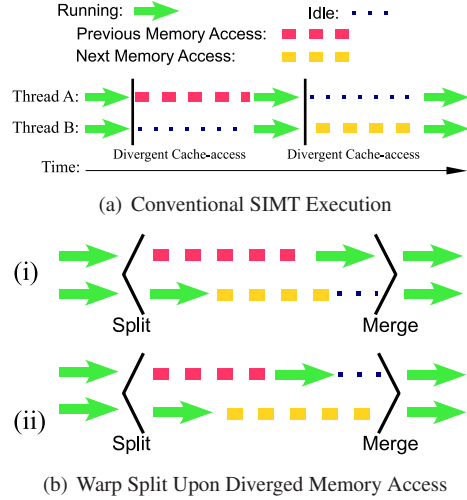 Running:
Idle:
Previous Memory Access:
Next Memory Access:
Thread A:
Thread B:
Divergent Cache-access
Divergent Cache-access
Time:
(a) Conventional SIMT Execution
(i)
Split
Merge
(ii)
Split
Merge
(b) Warp Split Upon Diverged Memory Access